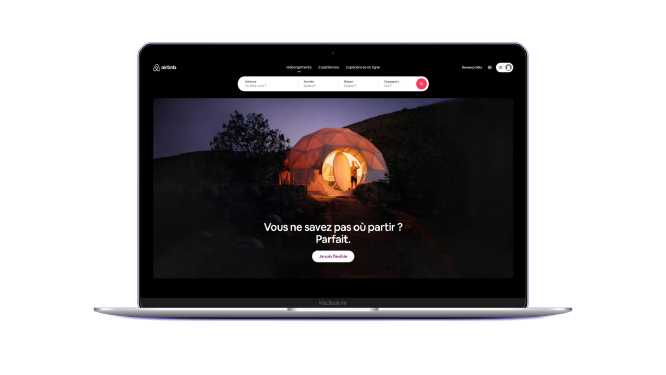 airbnb
Hébergements Expériences Expériences en ligne
Devenez hôte
Adresse Arrivée Départ Voyageurs
Où allez-vous ? Quand ? Quand ? Qui ?
Vous ne savez pas où partir ?
Parfait.
Je suis flexible
MacBook Air